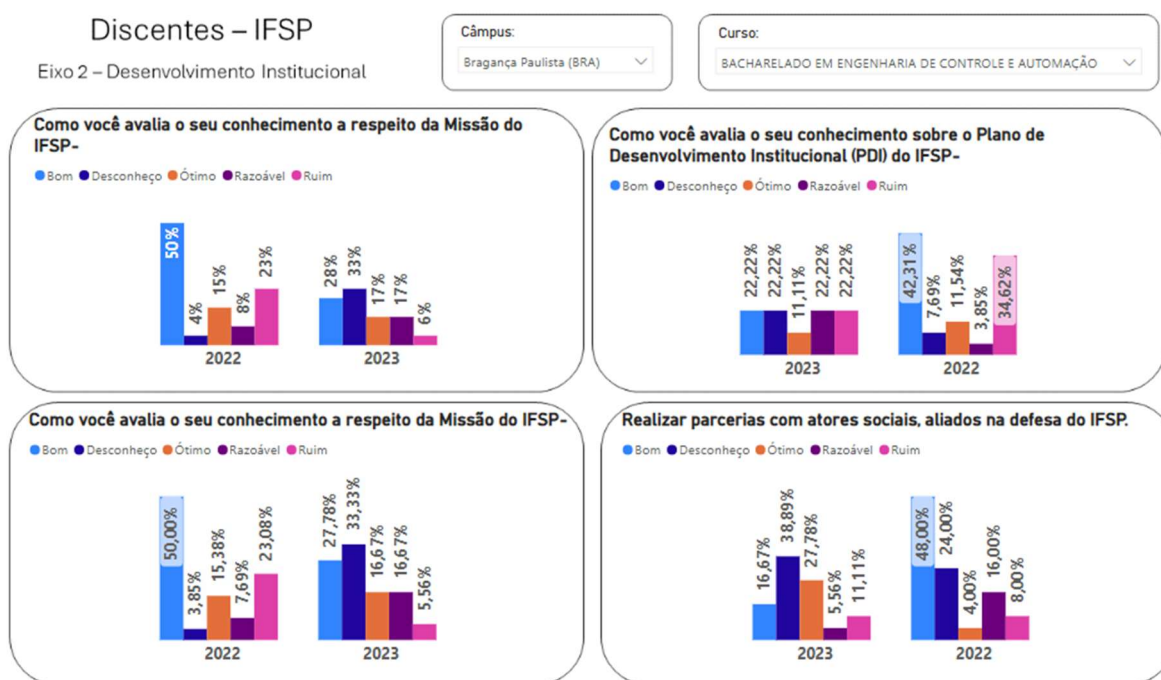 Discentes – IFSP
Eixo 2 – Desenvolvimento Institucional
Câmpus:
Bragança Paulista (BRA)
Curso:
BACHARELADO EM ENGENHARIA DE CONTROLE E AUTOMAÇÃO
Como você avalia o seu conhecimento a respeito da Missão do
IFSP-
Bom Desconheço Ótimo Razoável Ruim
50% 4% 15% 8% 23%
28% 33% 17% 17% 6%
2022 2023
Como você avalia o seu conhecimento sobre o Plano de
Desenvolvimento Institucional (PDI) do IFSP-
Bom Desconheço Ótimo Razoável Ruim
22,22% 22,22% 11,11% 22,22% 22,22%
42,31% 7,69% 11,54% 3,85% 34,62%
2023 2022
Como você avalia o seu conhecimento a respeito da Missão do IFSP-
Bom Desconheço Ótimo Razoável Ruim
50,00% 3,85% 15,38% 7,69% 23,08%
27,78% 33,33% 16,67% 16,67% 5,56%
2022 2023
Realizar parcerias com atores sociais, aliados na defesa do IFSP.
Bom Desconheço Ótimo Razoável Ruim
16,67% 38,89% 27,78% 5,56% 11,11%
48,00% 24,00% 4,00% 16,00% 8,00%
2023 2022